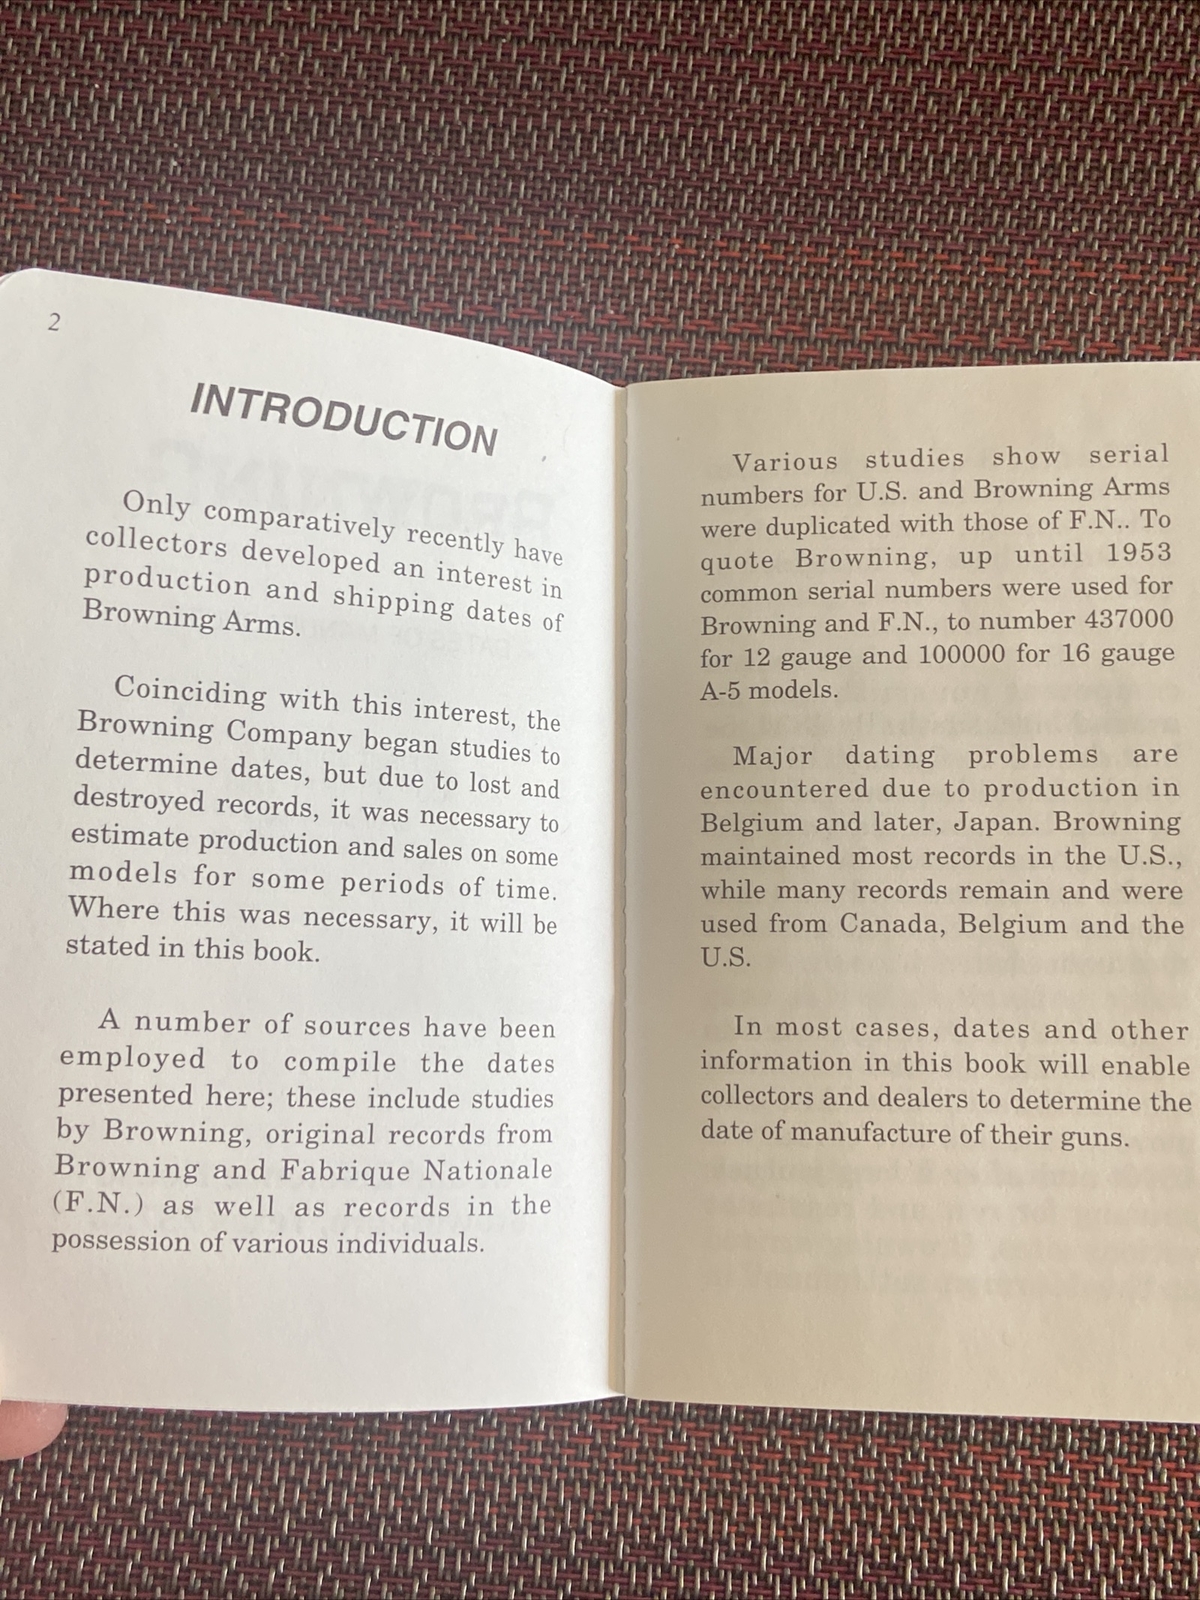 2
INTRODUCTION
Only comparatively recently have
collectors developed an interest in
production and shipping dates of
Browning Arms.
Coinciding with this interest, the
Browning Company began studies to
determine dates, but due to lost and
destroyed records, it was necessary to
estimate production and sales on some
models for some periods of time.
Where this was necessary, it will be
stated in this book.
A number of sources have been
employed to compile the dates
presented here; these include studies
by Browning, original records from
Browning and Fabrique Nationale
(F.N.) as well as records in the
possession of various individuals.
Various studies show serial
numbers for U.S. and Browning Arms
were duplicated with those of F.N.. To
quote Browning, up until 1953
common serial numbers were used for
Browning and F.N., to number 437000
for 12 gauge and 100000 for 16 gauge
A-5 models.
Major dating problems are
encountered due to production in
Belgium and later, Japan. Browning
maintained most records in the U.S.,
while many records remain and were
used from Canada, Belgium and the
U.S.
In most cases, dates and other
information in this book will enable
collectors and dealers to determine the
date of manufacture of their guns.